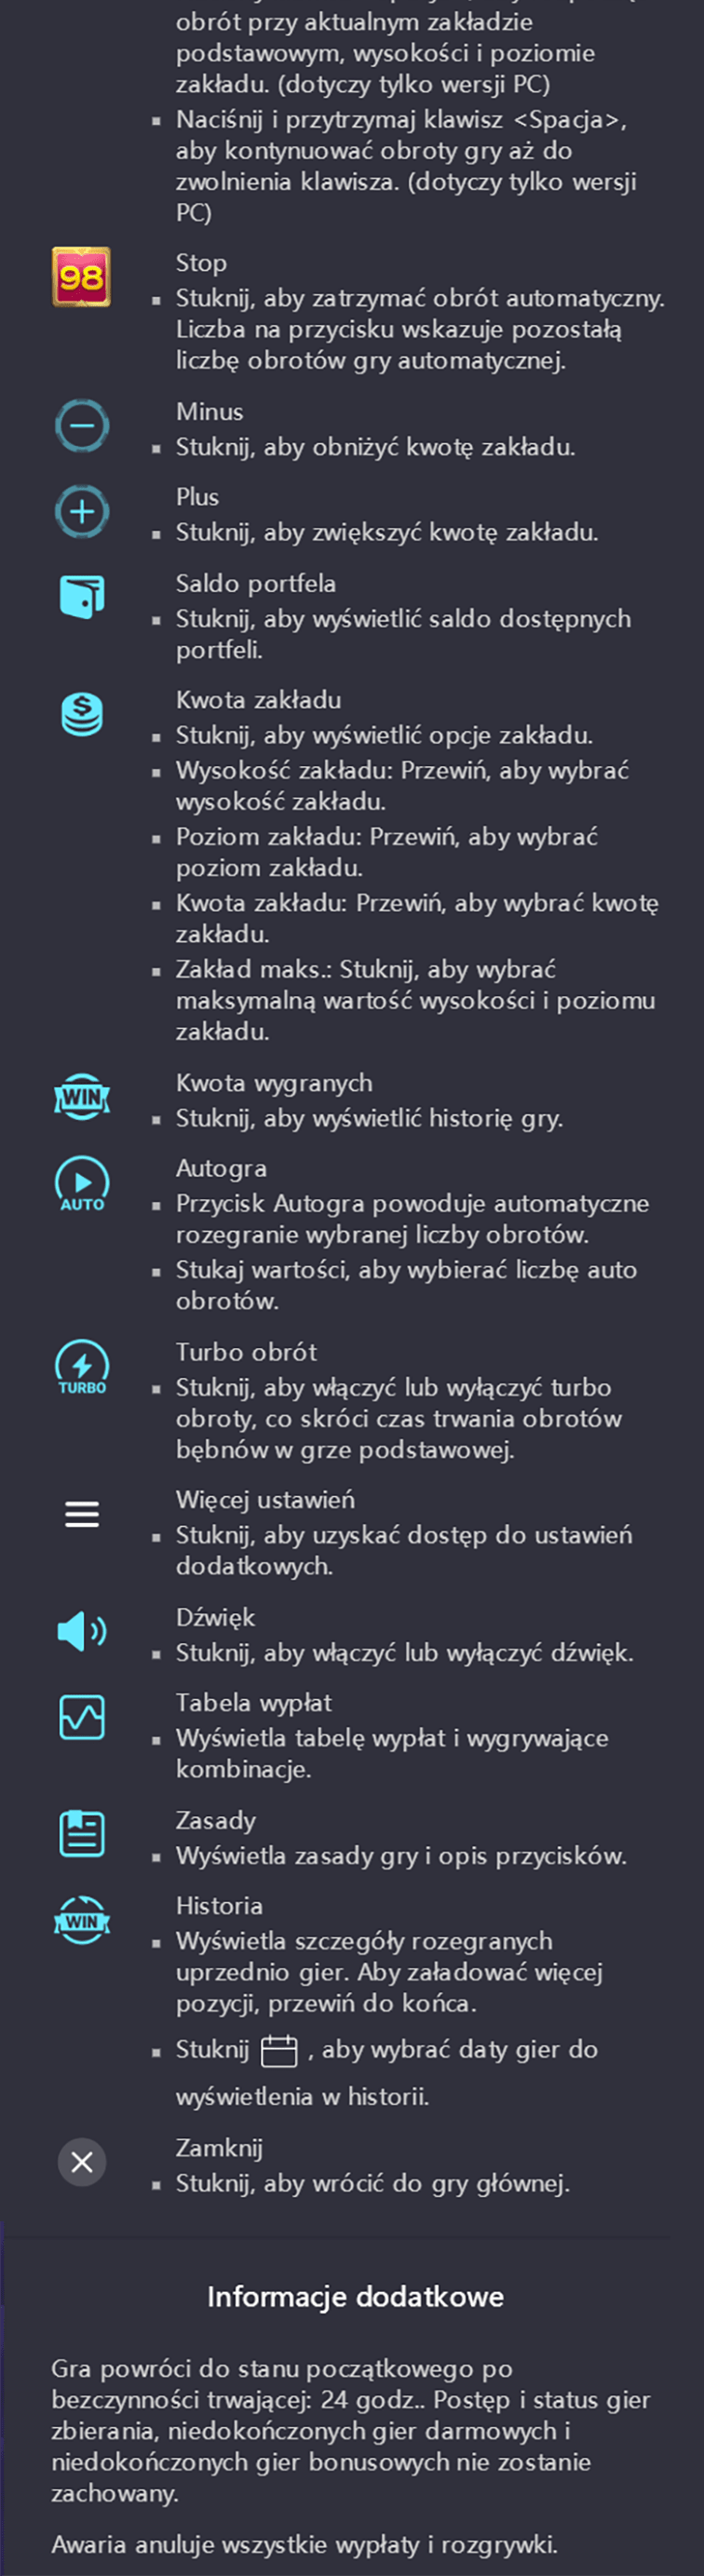 obrót przy aktualnym zakładzie
podstawowym, wysokości i poziomie
zakładu. (dotyczy tylko wersji PC)
▪ Naciśnij i przytrzymaj klawisz <Spacja>,
aby kontynuować obroty gry aż do
zwolnienia klawisza. (dotyczy tylko wersji
PC)
98
Stop
▪ Stuknij, aby zatrzymać obrót automatyczny.
Liczba na przycisku wskazuje pozostałą
liczbę obrotów gry automatycznej.
Minus
▪ Stuknij, aby obniżyć kwotę zakładu.
Plus
▪ Stuknij, aby zwiększyć kwotę zakładu.
Saldo portfela
▪ Stuknij, aby wyświetlić saldo dostępnych
portfeli.
$
Kwota zakładu
▪ Stuknij, aby wyświetlić opcje zakładu.
▪ Wysokość zakładu: Przewiń, aby wybrać
wysokość zakładu.
▪ Poziom zakładu: Przewiń, aby wybrać
poziom zakładu.
▪ Kwota zakładu: Przewiń, aby wybrać kwotę
zakładu.
▪ Zakład maks.: Stuknij, aby wybrać
maksymalną wartość wysokości i poziomu
zakładu.
WIN
Kwota wygranych
▪ Stuknij, aby wyświetlić historię gry.
AUTO
Autogra
▪ Przycisk Autogra powoduje automatyczne
rozegranie wybranej liczby obrotów.
▪ Stukaj wartości, aby wybierać liczbę auto
obrotów.
TURBO
Turbo obrót
▪ Stuknij, aby włączyć lub wyłączyć turbo
obroty, co skróci czas trwania obrotów
bębnów w grze podstawowej.
Więcej ustawień
▪ Stuknij, aby uzyskać dostęp do ustawień
dodatkowych.
Dźwięk
▪ Stuknij, aby włączyć lub wyłączyć dźwięk.
Tabela wypłat
▪ Wyświetla tabelę wypłat i wygrywające
kombinacje.
Zasady
▪ Wyświetla zasady gry i opis przycisków.
WIN
Historia
▪ Wyświetla szczegóły rozegranych
uprzednio gier. Aby załadować więcej
pozycji, przewiń do końca.
▪ Stuknij , aby wybrać daty gier do
wyświetlenia w historii.
Zamknij
▪ Stuknij, aby wrócić do gry głównej.
Informacje dodatkowe
Gra powróci do stanu początkowego po
bezczynności trwającej: 24 godz.. Postęp i status gier
zbierania, niedokończonych gier darmowych i
niedokończonych gier bonusowych nie zostanie
zachowany.
Awaria anuluje wszystkie wypłaty i rozgrywki.